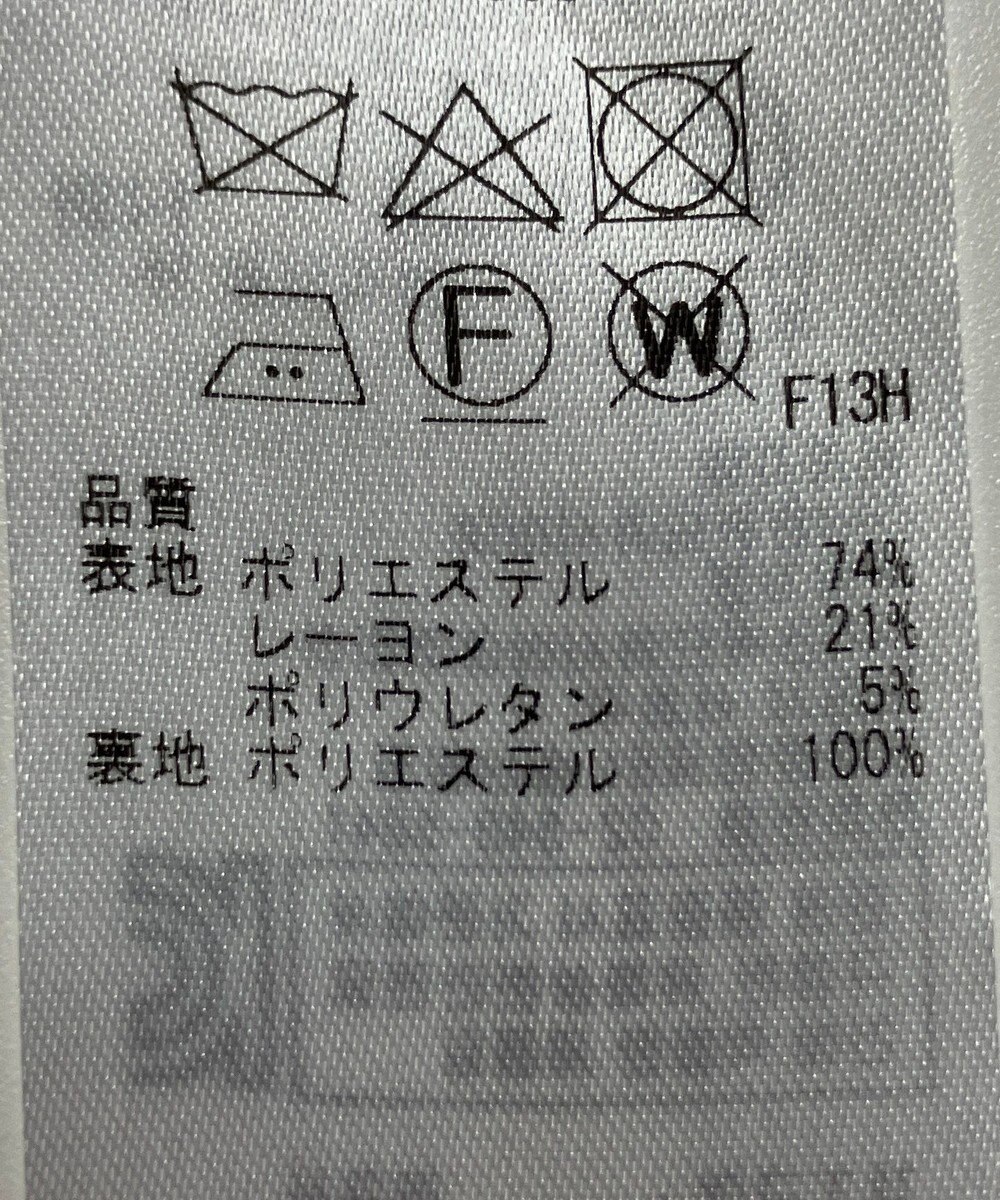 F W F13H
品質
表地 ポリエステル 74%
レーヨン 21%
ポリウレタン 5%
裏地 ポリエステル 100%